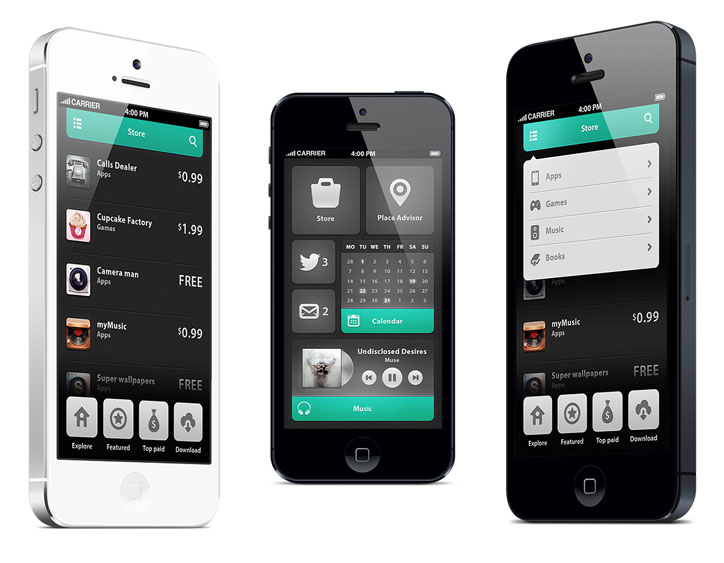 CARRIER
4:00 PM
Store
Calls Dealer
Apps
$0.99
Cupcake Factory
Games
$1.99
Camera man
Apps
FREE
myMusic
Apps
$0.99
Super wallpapers
Apps
FREE
Explore
Featured
Top paid
Download
CARRIER
4:00 PM
Store
Place Advisor
3
2
MO TU WE TH FR SA SU
28 1 2 3 4 5 6
7 8 9 10 11 12 13
14 15 16 17 18 19 20
21 22 23 24 25 26 27
28 29 30 31 1 2 3
Calendar
Undisclosed Desires
Muse
Music
CARRIER
4:00 PM
Store
Apps
Games
Music
Books
myMusic
Apps
$0.99
Super wallpapers
Apps
FREE
Explore
Featured
Top paid
Download